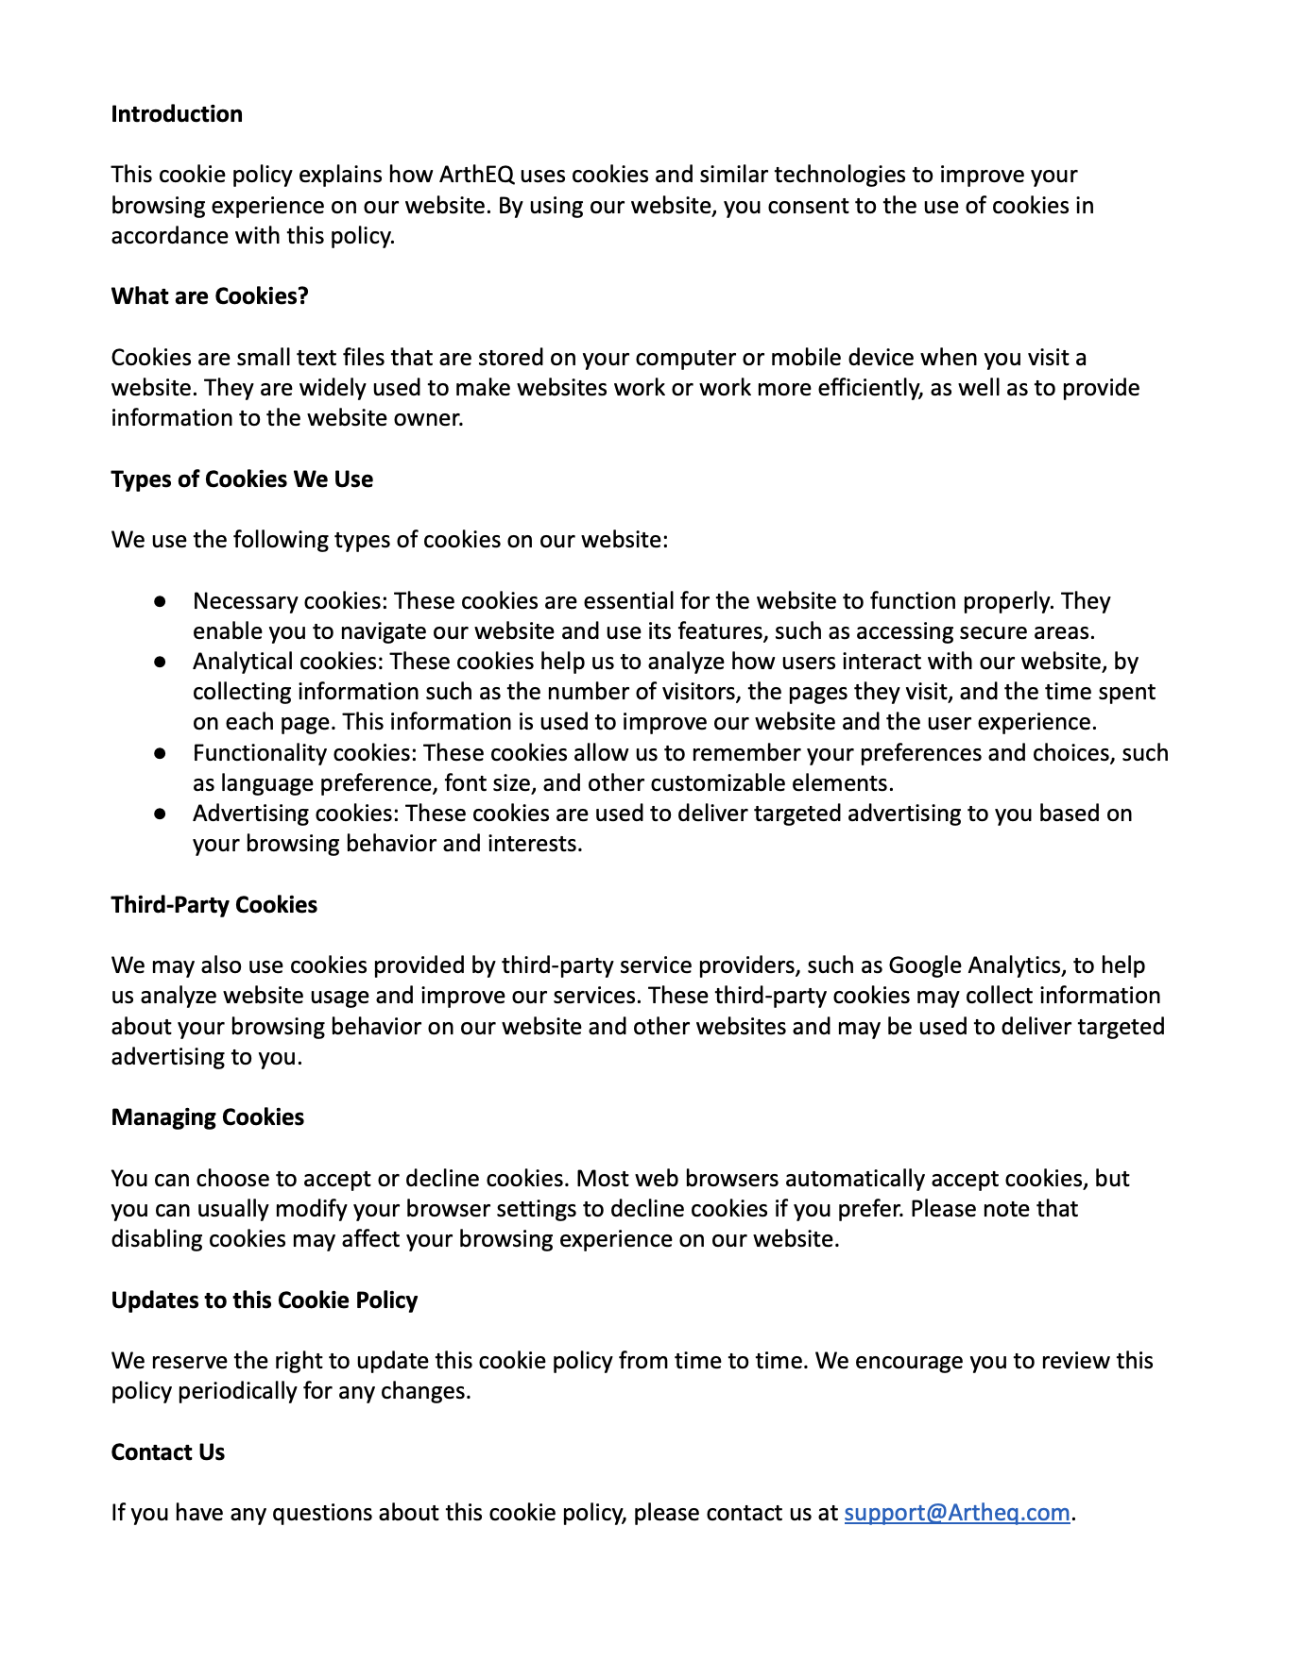 Introduction
This cookie policy explains how ArthEQ uses cookies and similar technologies to improve your
browsing experience on our website. By using our website, you consent to the use of cookies in
accordance with this policy.
What are Cookies?
Cookies are small text files that are stored on your computer or mobile device when you visit a
website. They are widely used to make websites work or work more efficiently, as well as to provide
information to the website owner.
Types of Cookies We Use
We use the following types of cookies on our website:
● Necessary cookies: These cookies are essential for the website to function properly. They
enable you to navigate our website and use its features, such as accessing secure areas.
● Analytical cookies: These cookies help us to analyze how users interact with our website, by
collecting information such as the number of visitors, the pages they visit, and the time spent
on each page. This information is used to improve our website and the user experience.
● Functionality cookies: These cookies allow us to remember your preferences and choices, such
as language preference, font size, and other customizable elements.
● Advertising cookies: These cookies are used to deliver targeted advertising to you based on
your browsing behavior and interests.
Third-Party Cookies
We may also use cookies provided by third-party service providers, such as Google Analytics, to help
us analyze website usage and improve our services. These third-party cookies may collect information
about your browsing behavior on our website and other websites and may be used to deliver targeted
advertising to you.
Managing Cookies
You can choose to accept or decline cookies. Most web browsers automatically accept cookies, but
you can usually modify your browser settings to decline cookies if you prefer. Please note that
disabling cookies may affect your browsing experience on our website.
Updates to this Cookie Policy
We reserve the right to update this cookie policy from time to time. We encourage you to review this
policy periodically for any changes.
Contact Us
If you have any questions about this cookie policy, please contact us at support@Artheq.com.